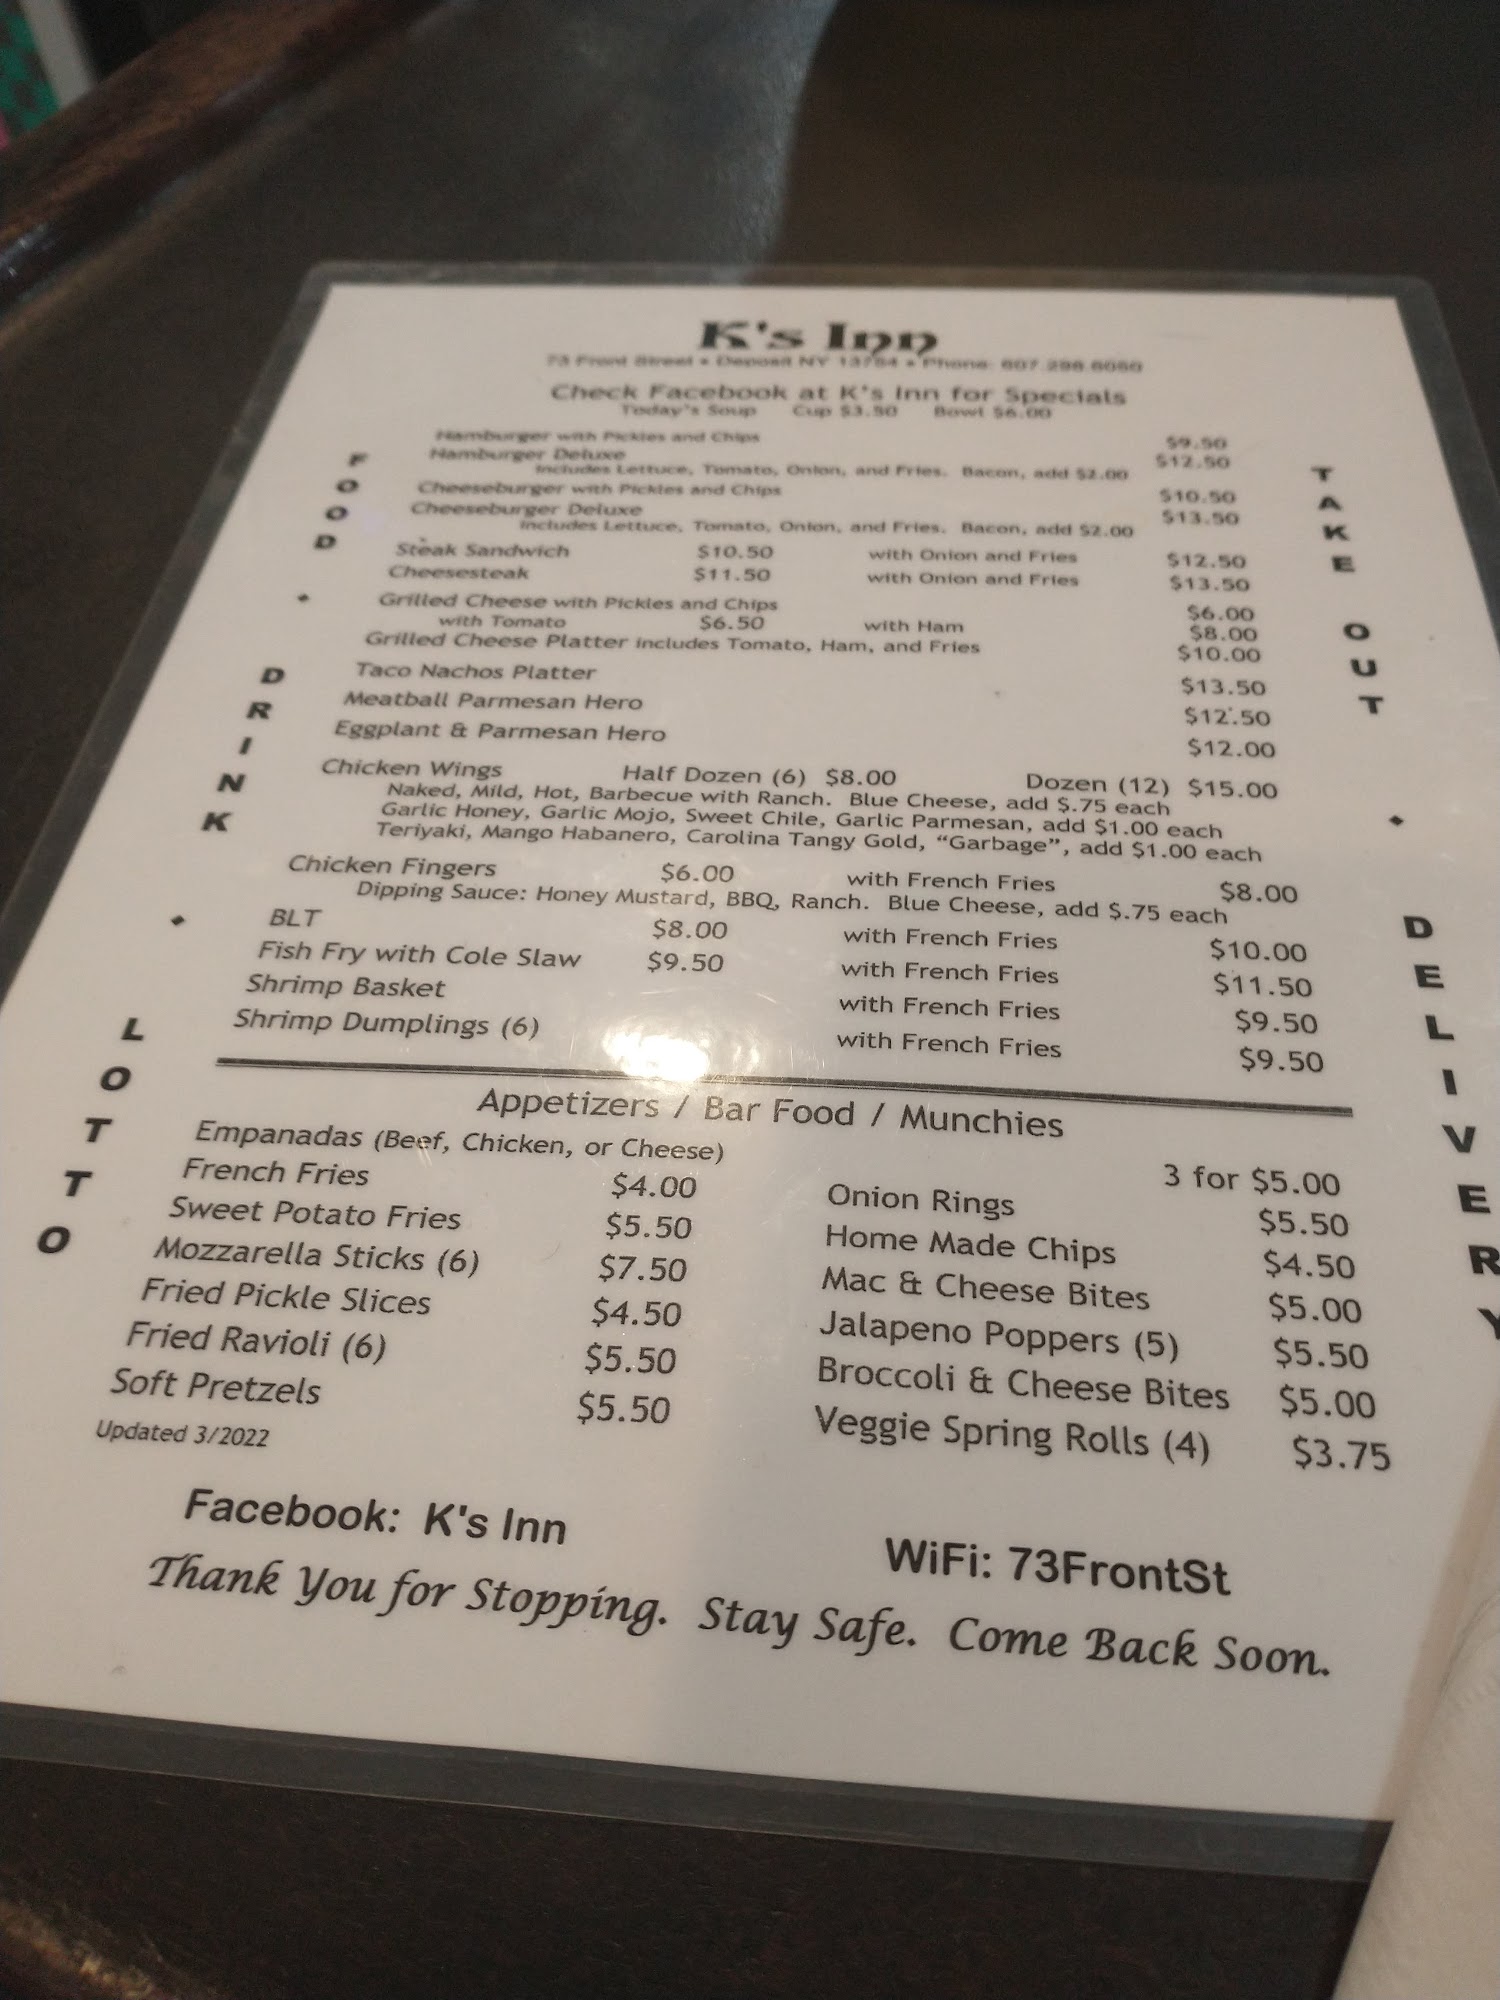 K's Inn
73 Front Street • Deposit NY 13754 • Phone: 607.298.6060
Check Facebook at K's Inn for Specials
Today's Soup Cup $3.50 Bowl $6.00
Hamburger with Pickles and Chips $9.50
Hamburger Deluxe $12.50
Includes Lettuce, Tomato, Onion, and Fries. Bacon, add $2.00
Cheeseburger with Pickles and Chips $10.50
Cheeseburger Deluxe $13.50
Includes Lettuce, Tomato, Onion, and Fries. Bacon, add $2.00
Steak Sandwich $10.50 with Onion and Fries $12.50
Cheesesteak $11.50 with Onion and Fries $13.50
Grilled Cheese with Pickles and Chips $6.00
with Tomato $6.50 with Ham $8.00
Grilled Cheese Platter includes Tomato, Ham, and Fries $10.00
Taco Nachos Platter $13.50
Meatball Parmesan Hero $12.50
Eggplant & Parmesan Hero $12.00
Chicken Wings Half Dozen (6) $8.00 Dozen (12) $15.00
Naked, Mild, Hot, Barbecue with Ranch. Blue Cheese, add $.75 each
Garlic Honey, Garlic Mojo, Sweet Chile, Garlic Parmesan, add $1.00 each
Teriyaki, Mango Habanero, Carolina Tangy Gold, “Garbage”, add $1.00 each
Chicken Fingers $6.00 with French Fries $8.00
Dipping Sauce: Honey Mustard, BBQ, Ranch. Blue Cheese, add $.75 each
BLT $8.00 with French Fries $10.00
Fish Fry with Cole Slaw $9.50 with French Fries $11.50
Shrimp Basket with French Fries $9.50
Shrimp Dumplings (6) with French Fries $9.50
Appetizers / Bar Food / Munchies
Empanadas (Beef, Chicken, or Cheese) 3 for $5.00
French Fries $4.00 Onion Rings $5.50
Sweet Potato Fries $5.50 Home Made Chips $4.50
Mozzarella Sticks (6) $7.50 Mac & Cheese Bites $5.00
Fried Pickle Slices $4.50 Jalapeno Poppers (5) $5.50
Fried Ravioli (6) $5.50 Broccoli & Cheese Bites $5.00
Soft Pretzels $5.50 Veggie Spring Rolls (4) $3.75
Updated 3/2022
Facebook: K's Inn WiFi: 73FrontSt
Thank You for Stopping. Stay Safe. Come Back Soon.
FOOD • DRINK • LOTTO
TAKE OUT • DELIVERY